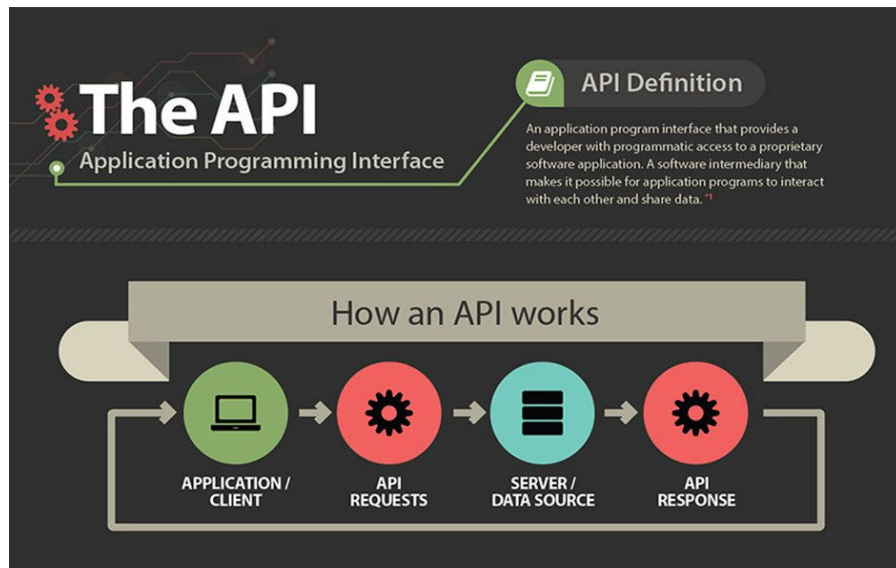 The API
Application Programming Interface
API Definition
An application program interface that provides a
developer with programmatic access to a proprietary
software application. A software intermediary that
makes it possible for application programs to interact
with each other and share data. *1
How an API works
APPLICATION /
CLIENT
API
REQUESTS
SERVER /
DATA SOURCE
API
RESPONSE